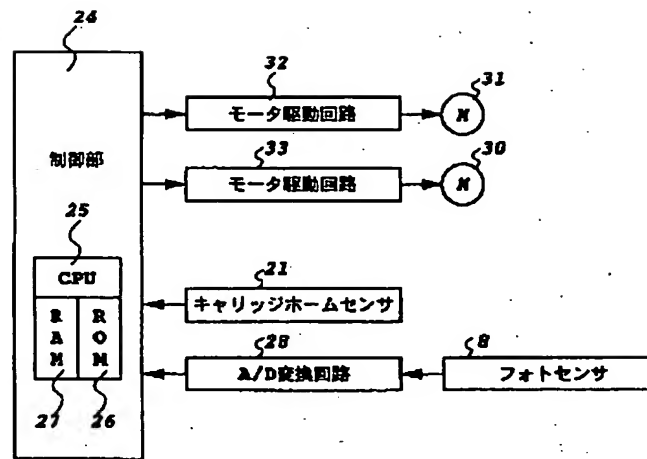 24
制御部
25
CPU
RAM
ROM
27
26
32
モータ駆動回路
31
M
33
モータ駆動回路
30
M
21
キャリッジホームセンサ
28
A/D変換回路
8
フォトセンサ